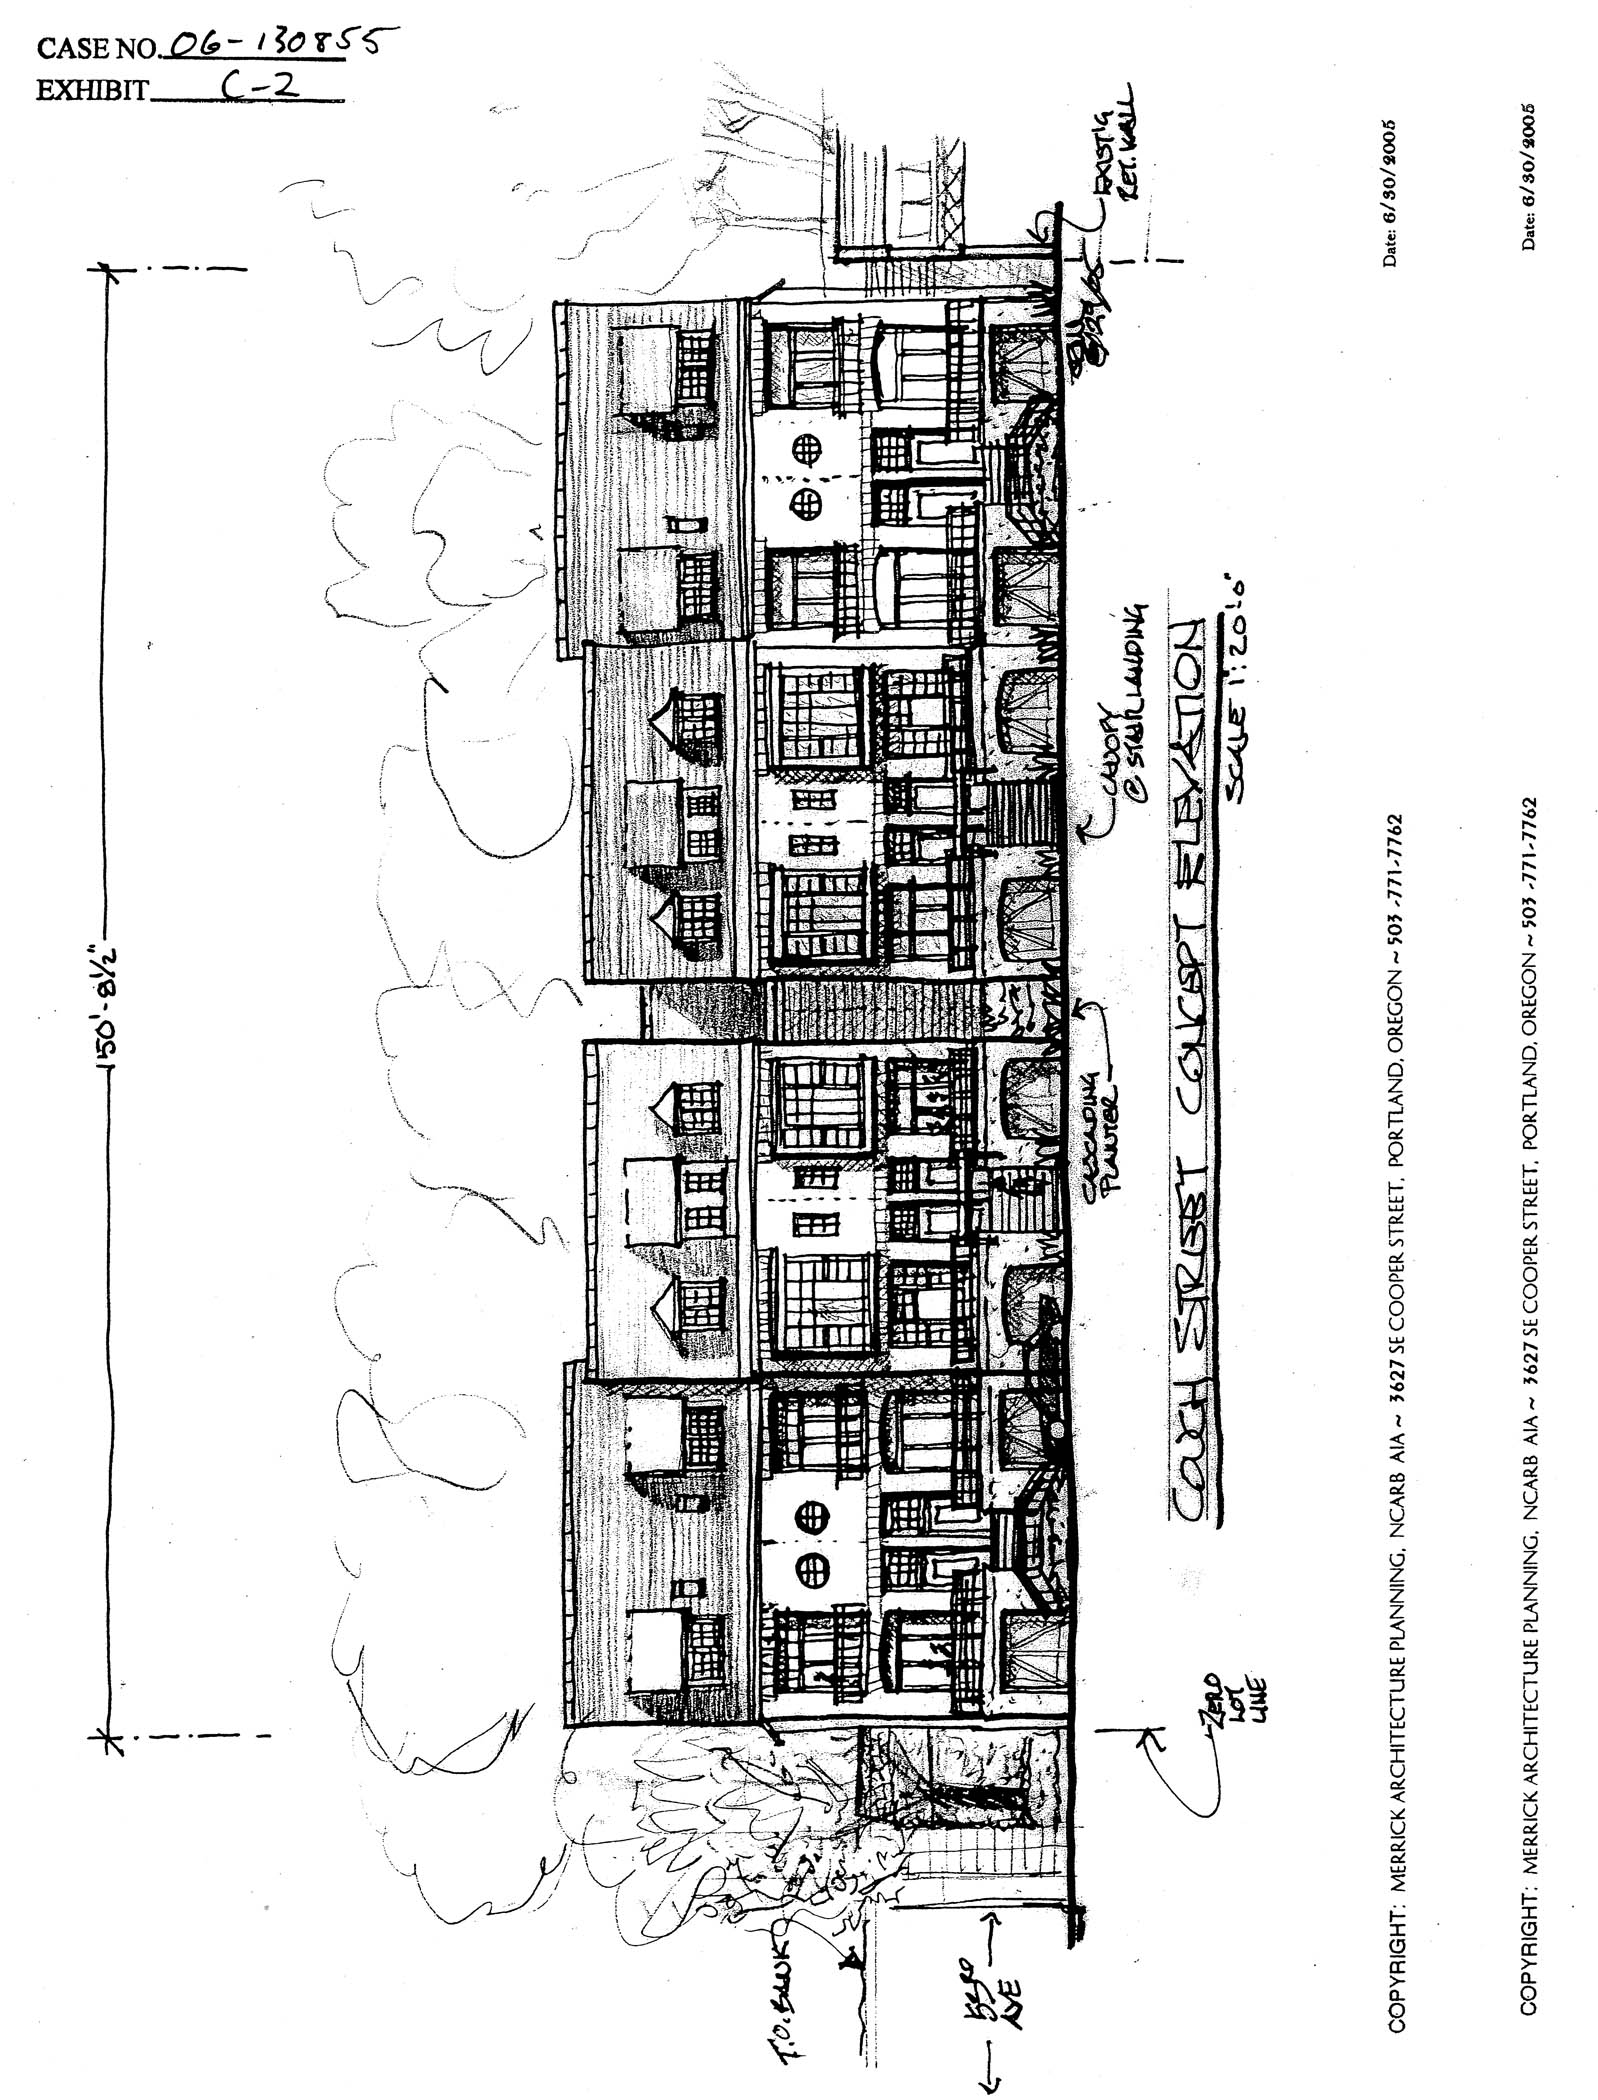 CASE NO. 06-130855
EXHIBIT C-2
150'-8½"
T.O. BANK
53RD
AVE
ZERO
LOT
LINE
CASCADING
PLANTER
CANOPY
@ STAIR LANDING
EXIST'G
RET. WALL
6/29/05
COUCH STREET CONCEPT ELEVATION
SCALE 1":20'-0"
COPYRIGHT: MERRICK ARCHITECTURE PLANNING, NCARB AIA ~ 3627 SE COOPER STREET, PORTLAND, OREGON ~ 503-771-7762 Date: 6/30/2005
COPYRIGHT: MERRICK ARCHITECTURE PLANNING, NCARB AIA ~ 3627 SE COOPER STREET, PORTLAND, OREGON ~ 503-771-7762 Date: 6/30/2005